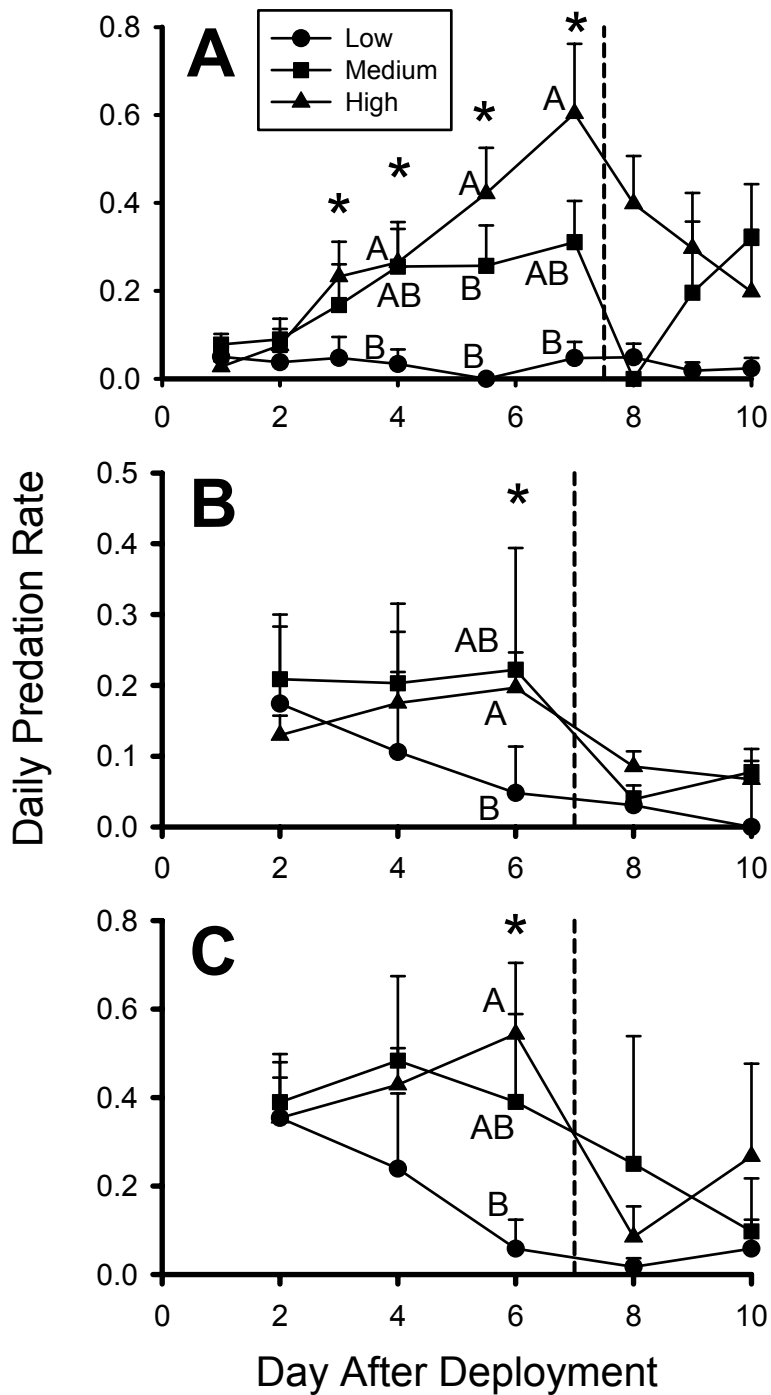 0.8
A
*
Low
Medium
High
0.6
*
A
0.4
*
*
A
A
AB
0.2
AB
B
B
B
B
0.0
0 2 4 6 8 10
0.5
B
*
0.4
0.3
AB
0.2
A
0.1
B
0.0
0 2 4 6 8 10
0.8
C
*
0.6
A
0.4
AB
0.2
B
0.0
0 2 4 6 8 10
Daily Predation Rate
Day After Deployment